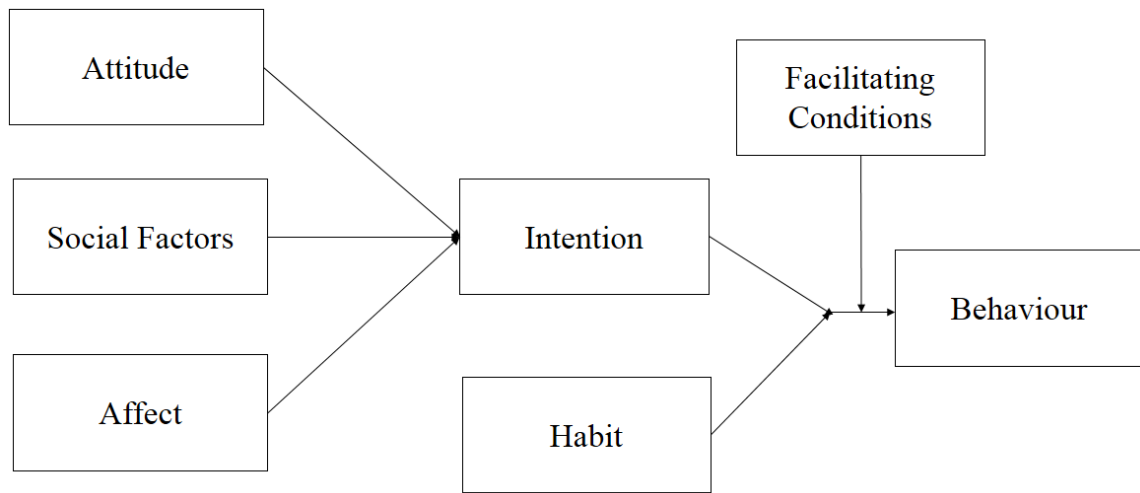 Attitude
Social Factors
Affect
Intention
Habit
Facilitating
Conditions
Behaviour